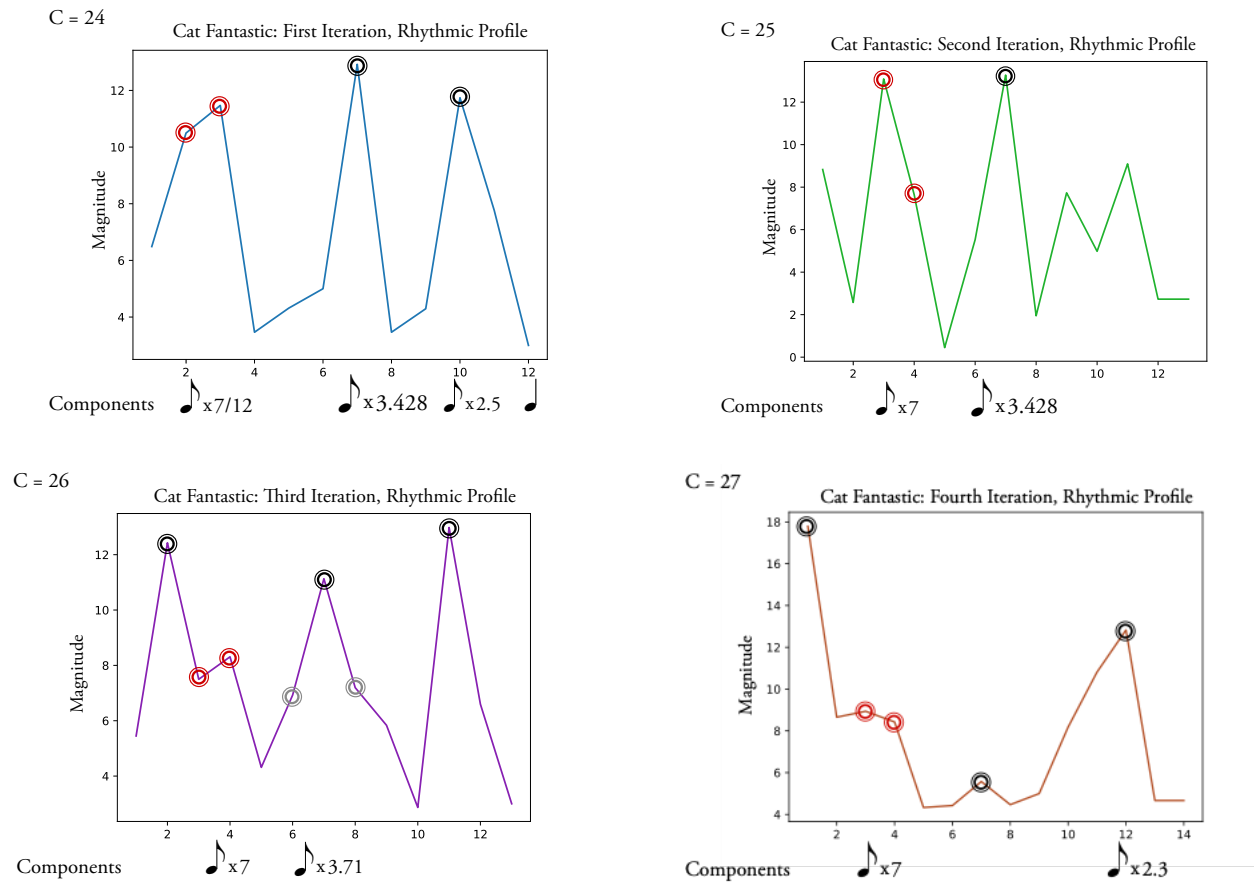 C = 24
Cat Fantastic: First Iteration, Rhythmic Profile
Magnitude
12
10
8
6
4
2 4 6 8 10 12
Components ♪x7/12 ♪x3.428 ♪x2.5 ♩
C = 25
Cat Fantastic: Second Iteration, Rhythmic Profile
Magnitude
12
10
8
6
4
2
0
2 4 6 8 10 12
Components ♪x7 ♪x3.428
C = 26
Cat Fantastic: Third Iteration, Rhythmic Profile
Magnitude
12
10
8
6
4
2 4 6 8 10 12
Components ♪x7 ♪x3.71
C = 27
Cat Fantastic: Fourth Iteration, Rhythmic Profile
Magnitude
18
16
14
12
10
8
6
4
2 4 6 8 10 12 14
Components ♪x7 ♪x2.3